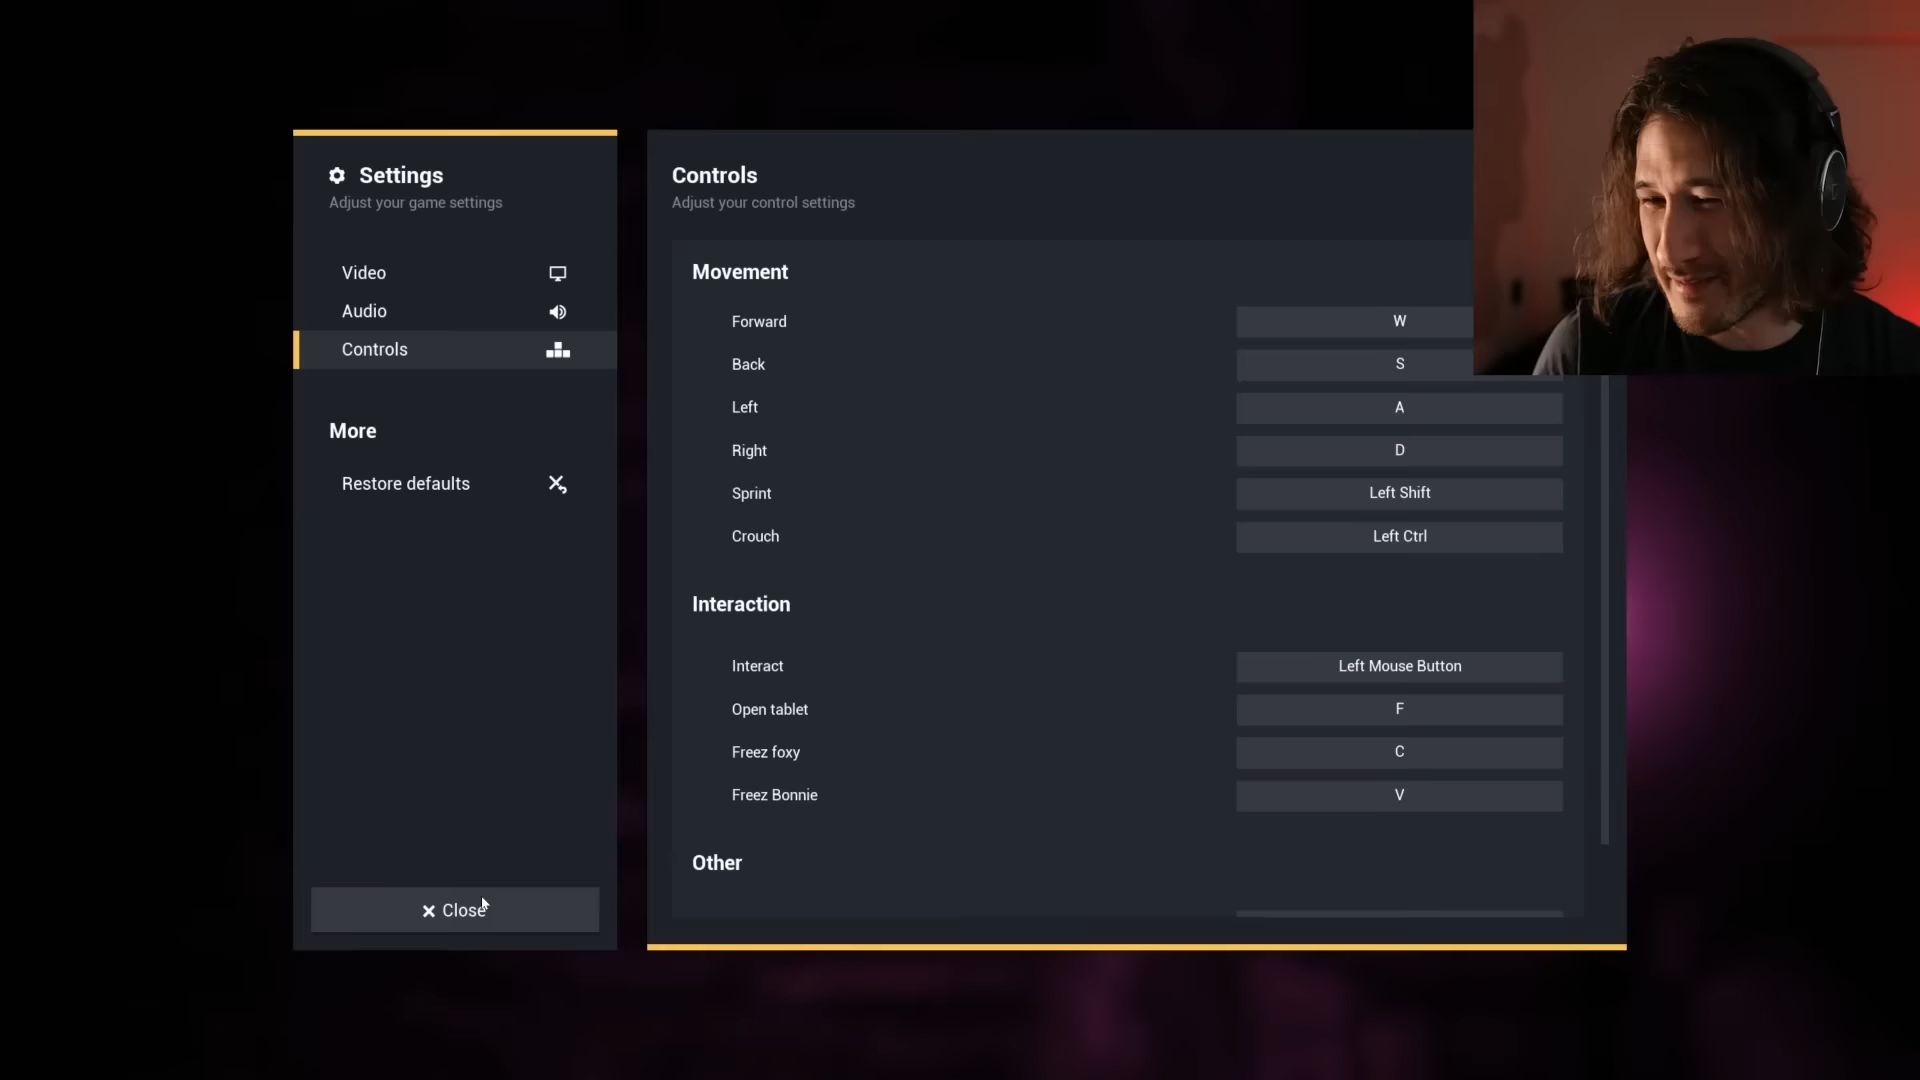 Settings
Adjust your game settings
Video
Audio
Controls
More
Restore defaults
Close
Controls
Adjust your control settings
Movement
Forward W
Back S
Left A
Right D
Sprint Left Shift
Crouch Left Ctrl
Interaction
Interact Left Mouse Button
Open tablet F
Freez foxy C
Freez Bonnie V
Other